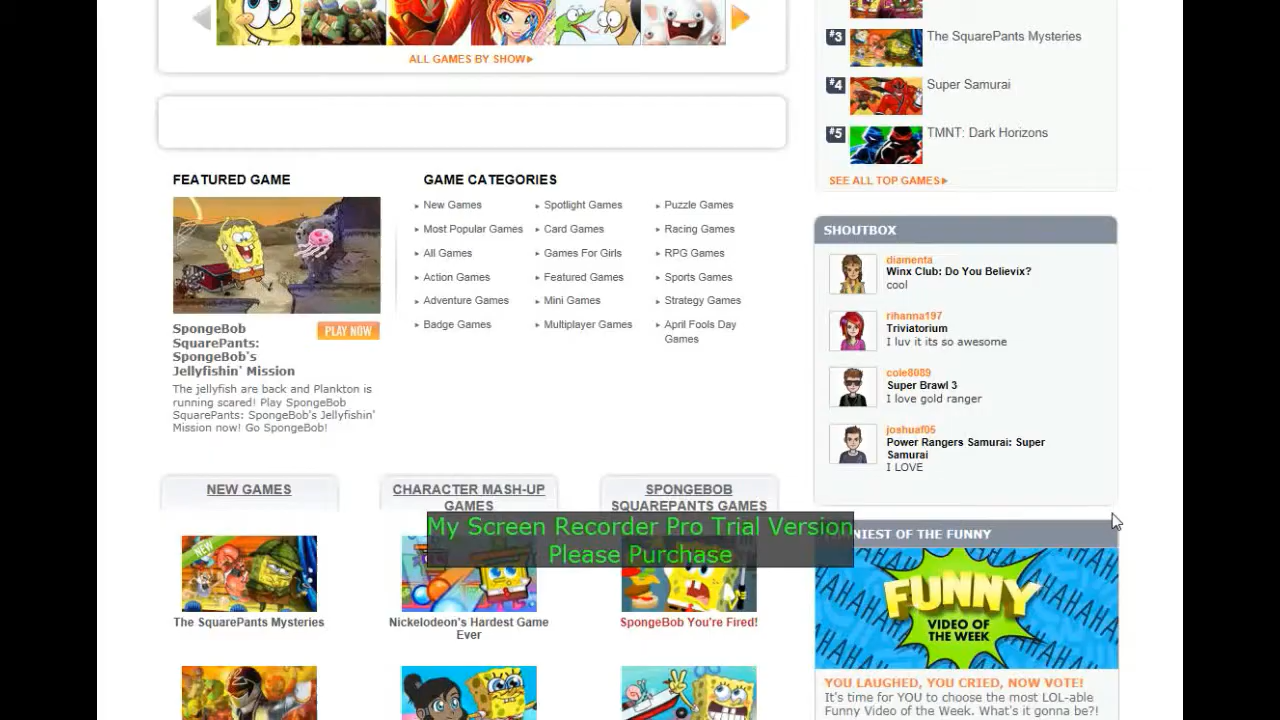 ALL GAMES BY SHOW
FEATURED GAME
SpongeBob
SquarePants:
SpongeBob's
Jellyfishin' Mission
PLAY NOW
The jellyfish are back and Plankton is
running scared! Play SpongeBob
SquarePants: SpongeBob's Jellyfishin'
Mission now! Go SpongeBob!
GAME CATEGORIES
New Games
Most Popular Games
All Games
Action Games
Adventure Games
Badge Games
Spotlight Games
Card Games
Games For Girls
Featured Games
Mini Games
Multiplayer Games
Puzzle Games
Racing Games
RPG Games
Sports Games
Strategy Games
April Fools Day
Games
NEW GAMES
NEW
The SquarePants Mysteries
CHARACTER MASH-UP
GAMES
Nickelodeon's Hardest Game
Ever
SPONGEBOB
SQUAREPANTS GAMES
SpongeBob You're Fired!
My Screen Recorder Pro Trial Version
Please Purchase
#3 The SquarePants Mysteries
#4 Super Samurai
#5 TMNT: Dark Horizons
SEE ALL TOP GAMES
SHOUTBOX
diamenta
Winx Club: Do You Believix?
cool
rihanna197
Triviatorium
I luv it its so awesome
cole8089
Super Brawl 3
I love gold ranger
joshuaf05
Power Rangers Samurai: Super
Samurai
I LOVE
NIEST OF THE FUNNY
HAHAHAHA
FUNNY
VIDEO OF
THE WEEK
YOU LAUGHED, YOU CRIED, NOW VOTE!
It's time for YOU to choose the most LOL-able
Funny Video of the Week. What's it gonna be?!